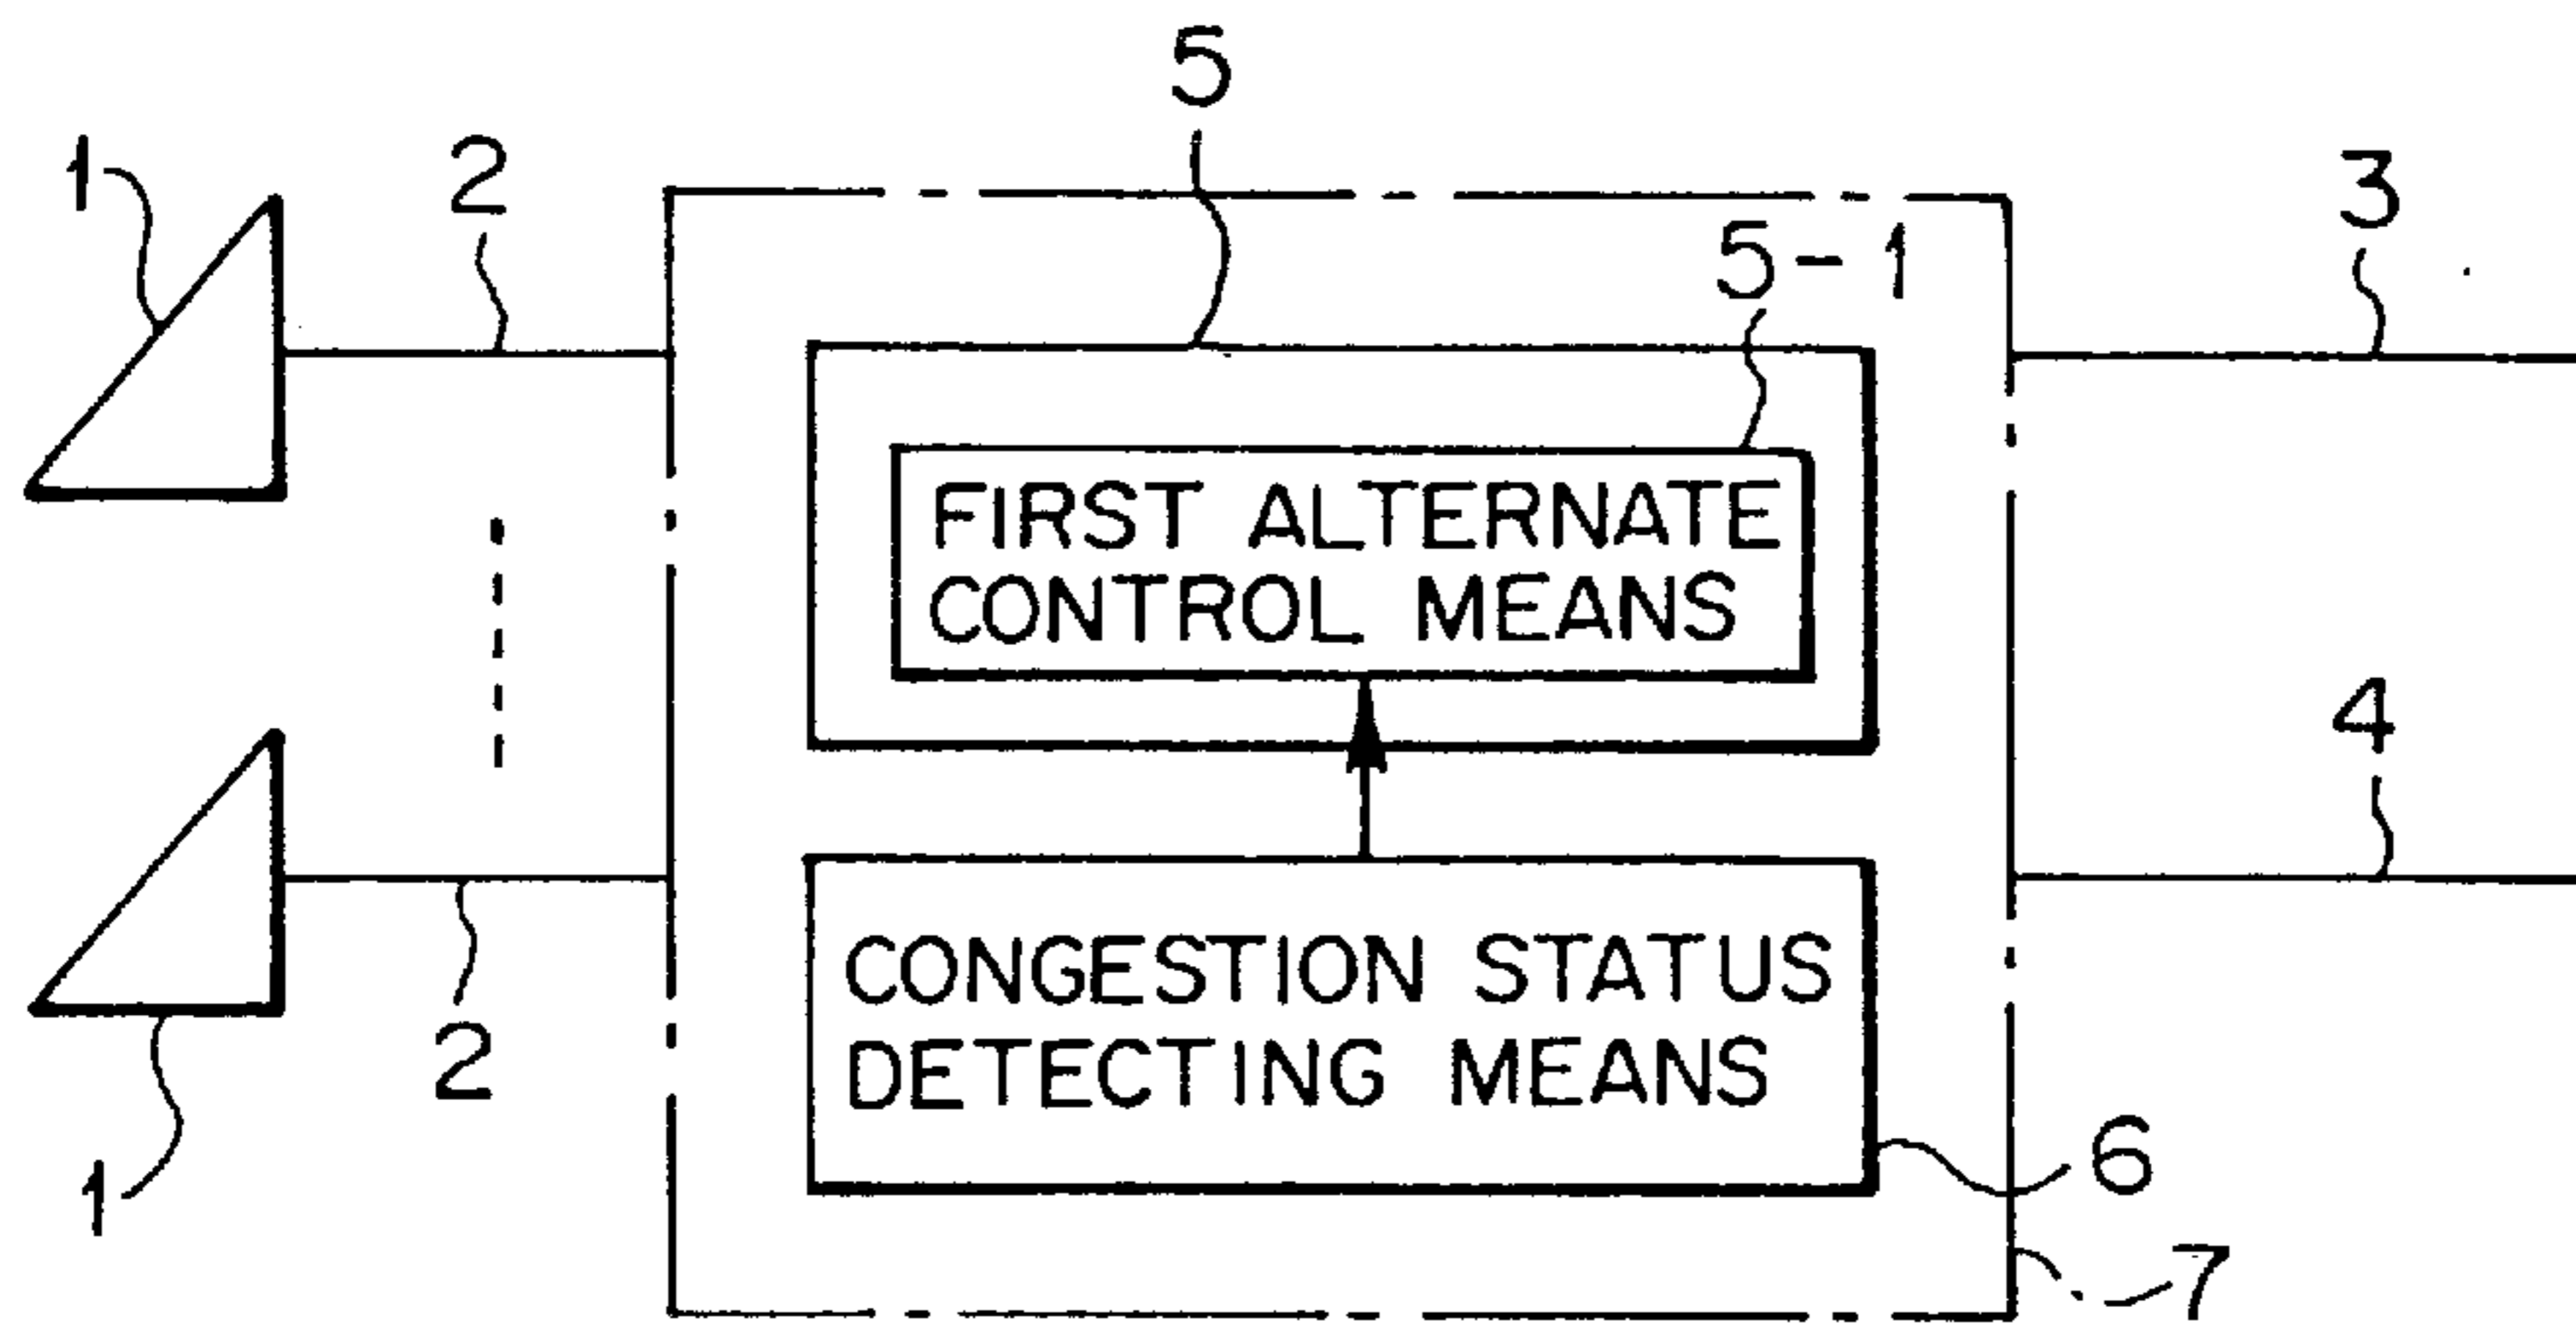 5
1
2
3
5-1
FIRST ALTERNATE
CONTROL MEANS
4
CONGESTION STATUS
DETECTING MEANS
2
6
1
7